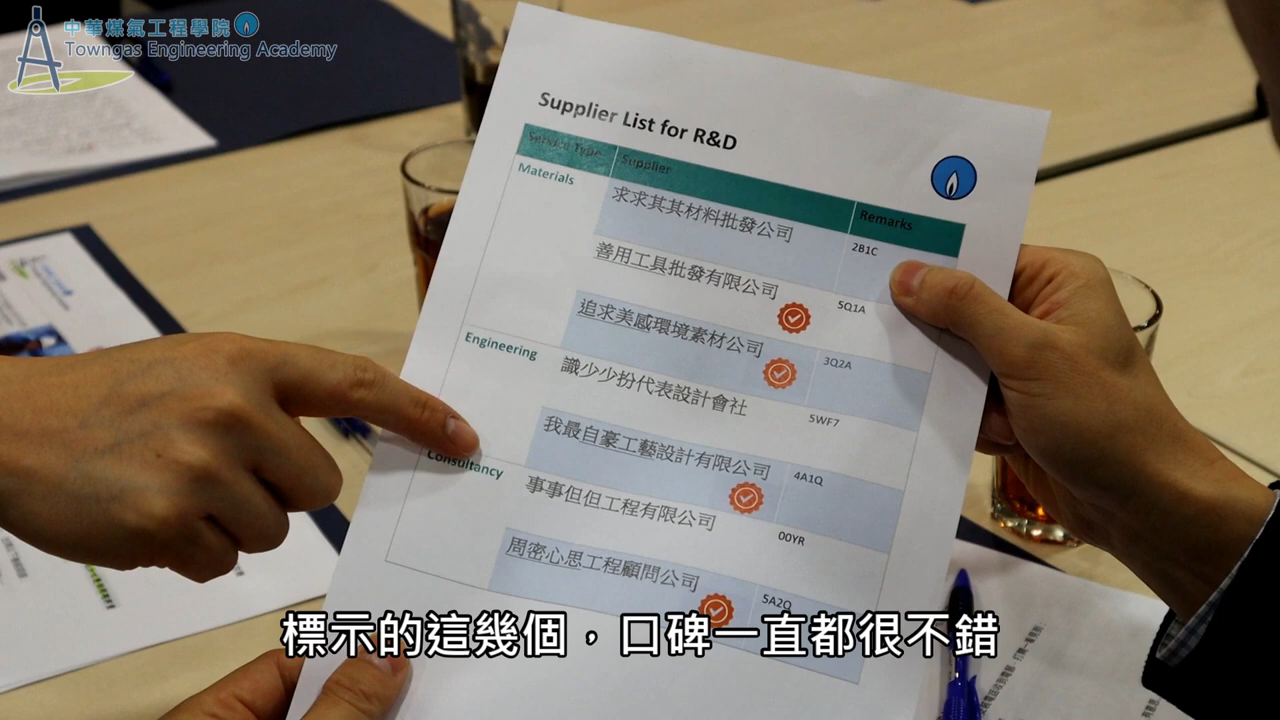 中華煤氣工程學院
Towngas Engineering Academy
Supplier List for R&D
Service Type Supplier Remarks
Materials 求求其其材料批發公司 2B1C
善用工具批發有限公司 5Q1A
追求美感環境素材公司 3Q2A
Engineering 識少少扮代表設計會社 5WF7
我最自豪工藝設計有限公司 4A1Q
Consultancy 事事但但工程有限公司 00YR
周密心思工程顧問公司 5A2Q
標示的這幾個，口碑一直都很不錯